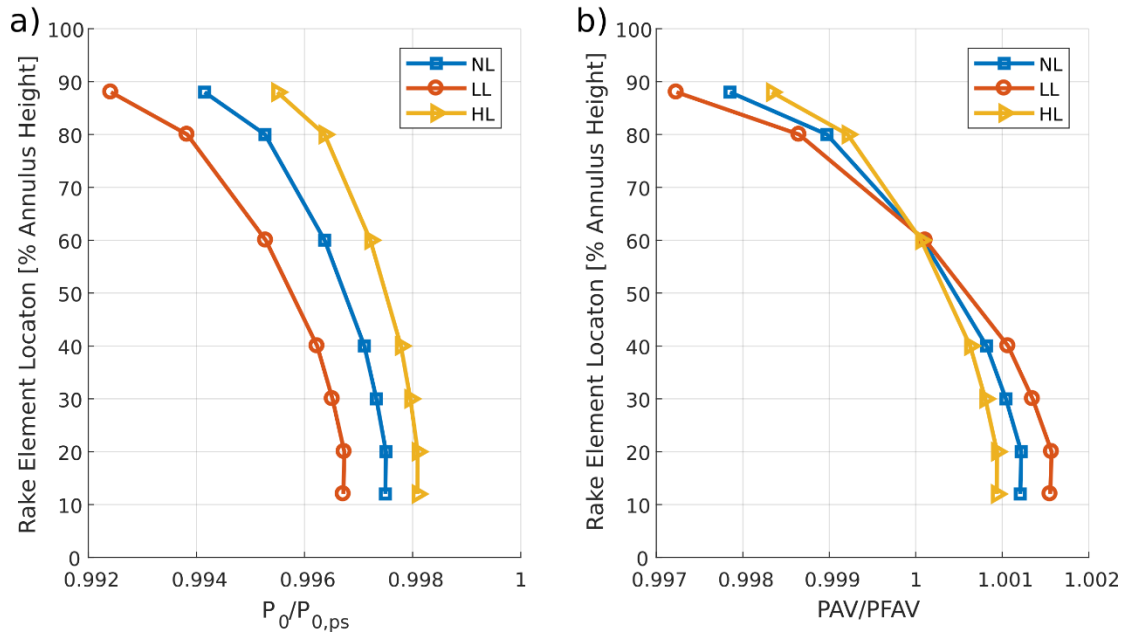 a)
100
90
80
70
60
50
40
30
20
10
0
Rake Element Locaton [% Annulus Height]
NL
LL
HL
0.992 0.994 0.996 0.998 1
P0/P0,ps
b)
100
90
80
70
60
50
40
30
20
10
0
Rake Element Locaton [% Annulus Height]
NL
LL
HL
0.997 0.998 0.999 1 1.001 1.002
PAV/PFAV